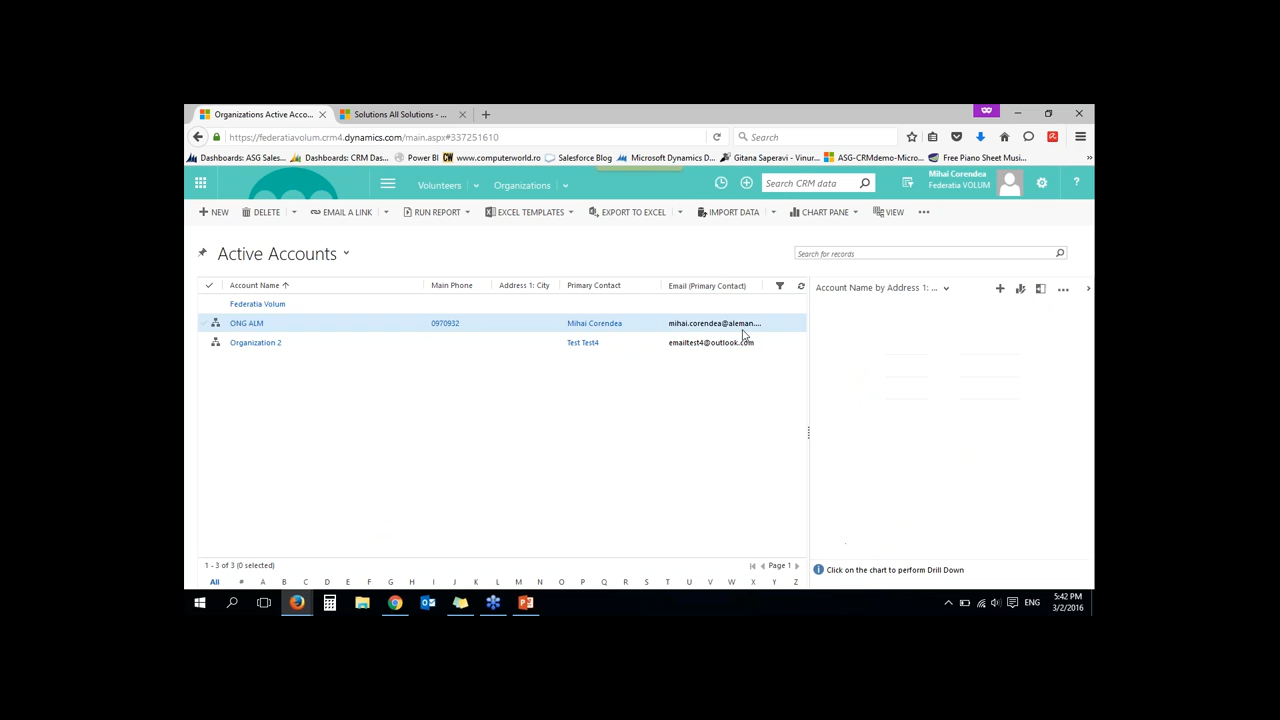 Organizations Active Acco...
Solutions All Solutions - ...
https://federatiavolum.crm4.dynamics.com/main.aspx#337251610
Search
Dashboards: ASG Sales...
Dashboards: CRM Das...
Power BI
www.computerworld.ro
Salesforce Blog
Microsoft Dynamics D...
Gitana Saperavi - Vinur...
ASG-CRMdemo-Micro...
Free Piano Sheet Musi...
Volunteers
Organizations
Search CRM data
Mihai Corendea
Federatia VOLUM
NEW
DELETE
EMAIL A LINK
RUN REPORT
EXCEL TEMPLATES
EXPORT TO EXCEL
IMPORT DATA
CHART PANE
VIEW
Active Accounts
Search for records
Account Name Main Phone Address 1: City Primary Contact Email (Primary Contact)
Federatia Volum
ONG ALM 0970932 Mihai Corendea mihai.corendea@aleman....
Organization 2 Test Test4 emailtest4@outlook.com
Account Name by Address 1: ...
Click on the chart to perform Drill Down
1 - 3 of 3 (0 selected)
Page 1
All # A B C D E F G H I J K L M N O P Q R S T U V W X Y Z
ENG
5:42 PM
3/2/2016